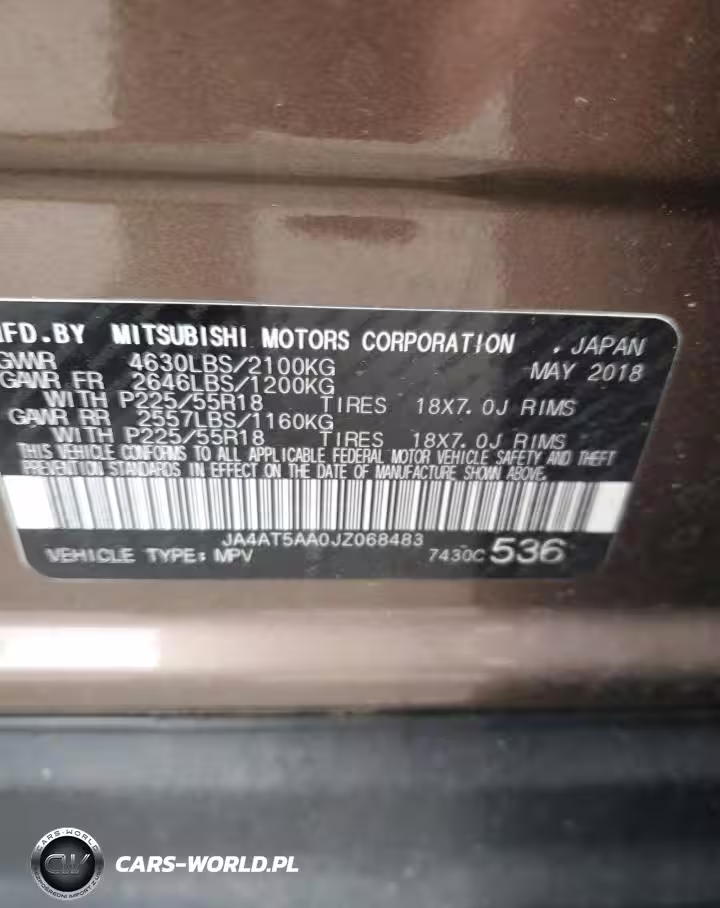 MFD.BY MITSUBISHI MOTORS CORPORATION . JAPAN
GVWR 4630LBS/2100KG MAY 2018
GAWR FR 2646LBS/1200KG
WITH P225/55R18 TIRES 18X7.0J RIMS
GAWR RR 2557LBS/1160KG
WITH P225/55R18 TIRES 18X7.0J RIMS
THIS VEHICLE CONFORMS TO ALL APPLICABLE FEDERAL MOTOR VEHICLE SAFETY AND THEFT
PREVENTION STANDARDS IN EFFECT ON THE DATE OF MANUFACTURE SHOWN ABOVE.
JA4AT5AA0JZ068483
VEHICLE TYPE: MPV 7430C 536
CARS-WORLD
CW
CARS-WORLD.PL